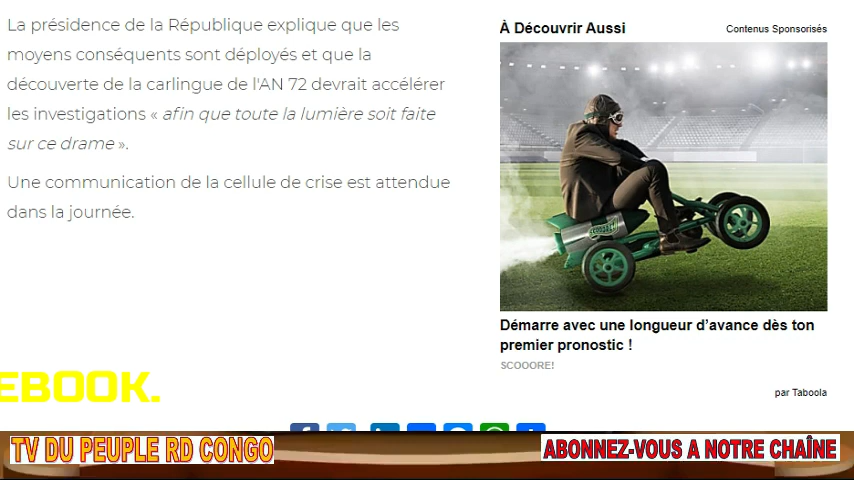 La présidence de la République explique que les
moyens conséquents sont déployés et que la
découverte de la carlingue de l'AN 72 devrait accélérer
les investigations « afin que toute la lumière soit faite
sur ce drame ».
Une communication de la cellule de crise est attendue
dans la journée.
À Découvrir Aussi
Contenus Sponsorisés
SCOOORE!
Démarre avec une longueur d’avance dès ton
premier pronostic !
SCOOORE!
par Taboola
EBOOK.
TV DU PEUPLE RD CONGO
ABONNEZ-VOUS A NOTRE CHAÎNE